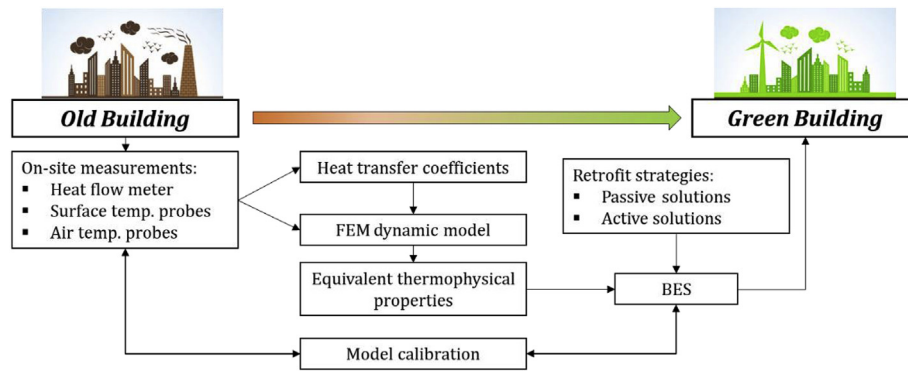 Old Building
Green Building
On-site measurements:
▪ Heat flow meter
▪ Surface temp. probes
▪ Air temp. probes
Heat transfer coefficients
FEM dynamic model
Equivalent thermophysical
properties
Retrofit strategies:
▪ Passive solutions
▪ Active solutions
BES
Model calibration